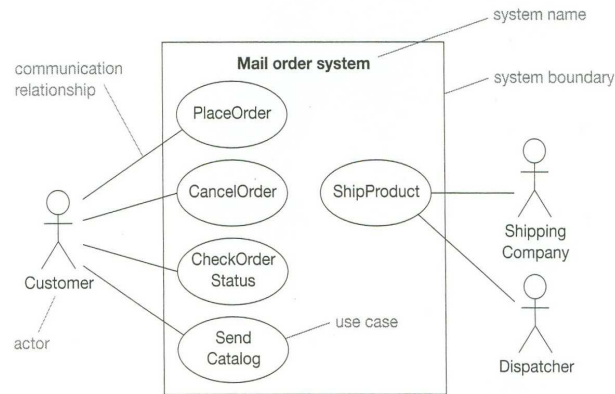 system name
communication
relationship
Mail order system
system boundary
PlaceOrder
CancelOrder
ShipProduct
CheckOrder
Status
Customer
Shipping
Company
use case
Send
Catalog
actor
Dispatcher